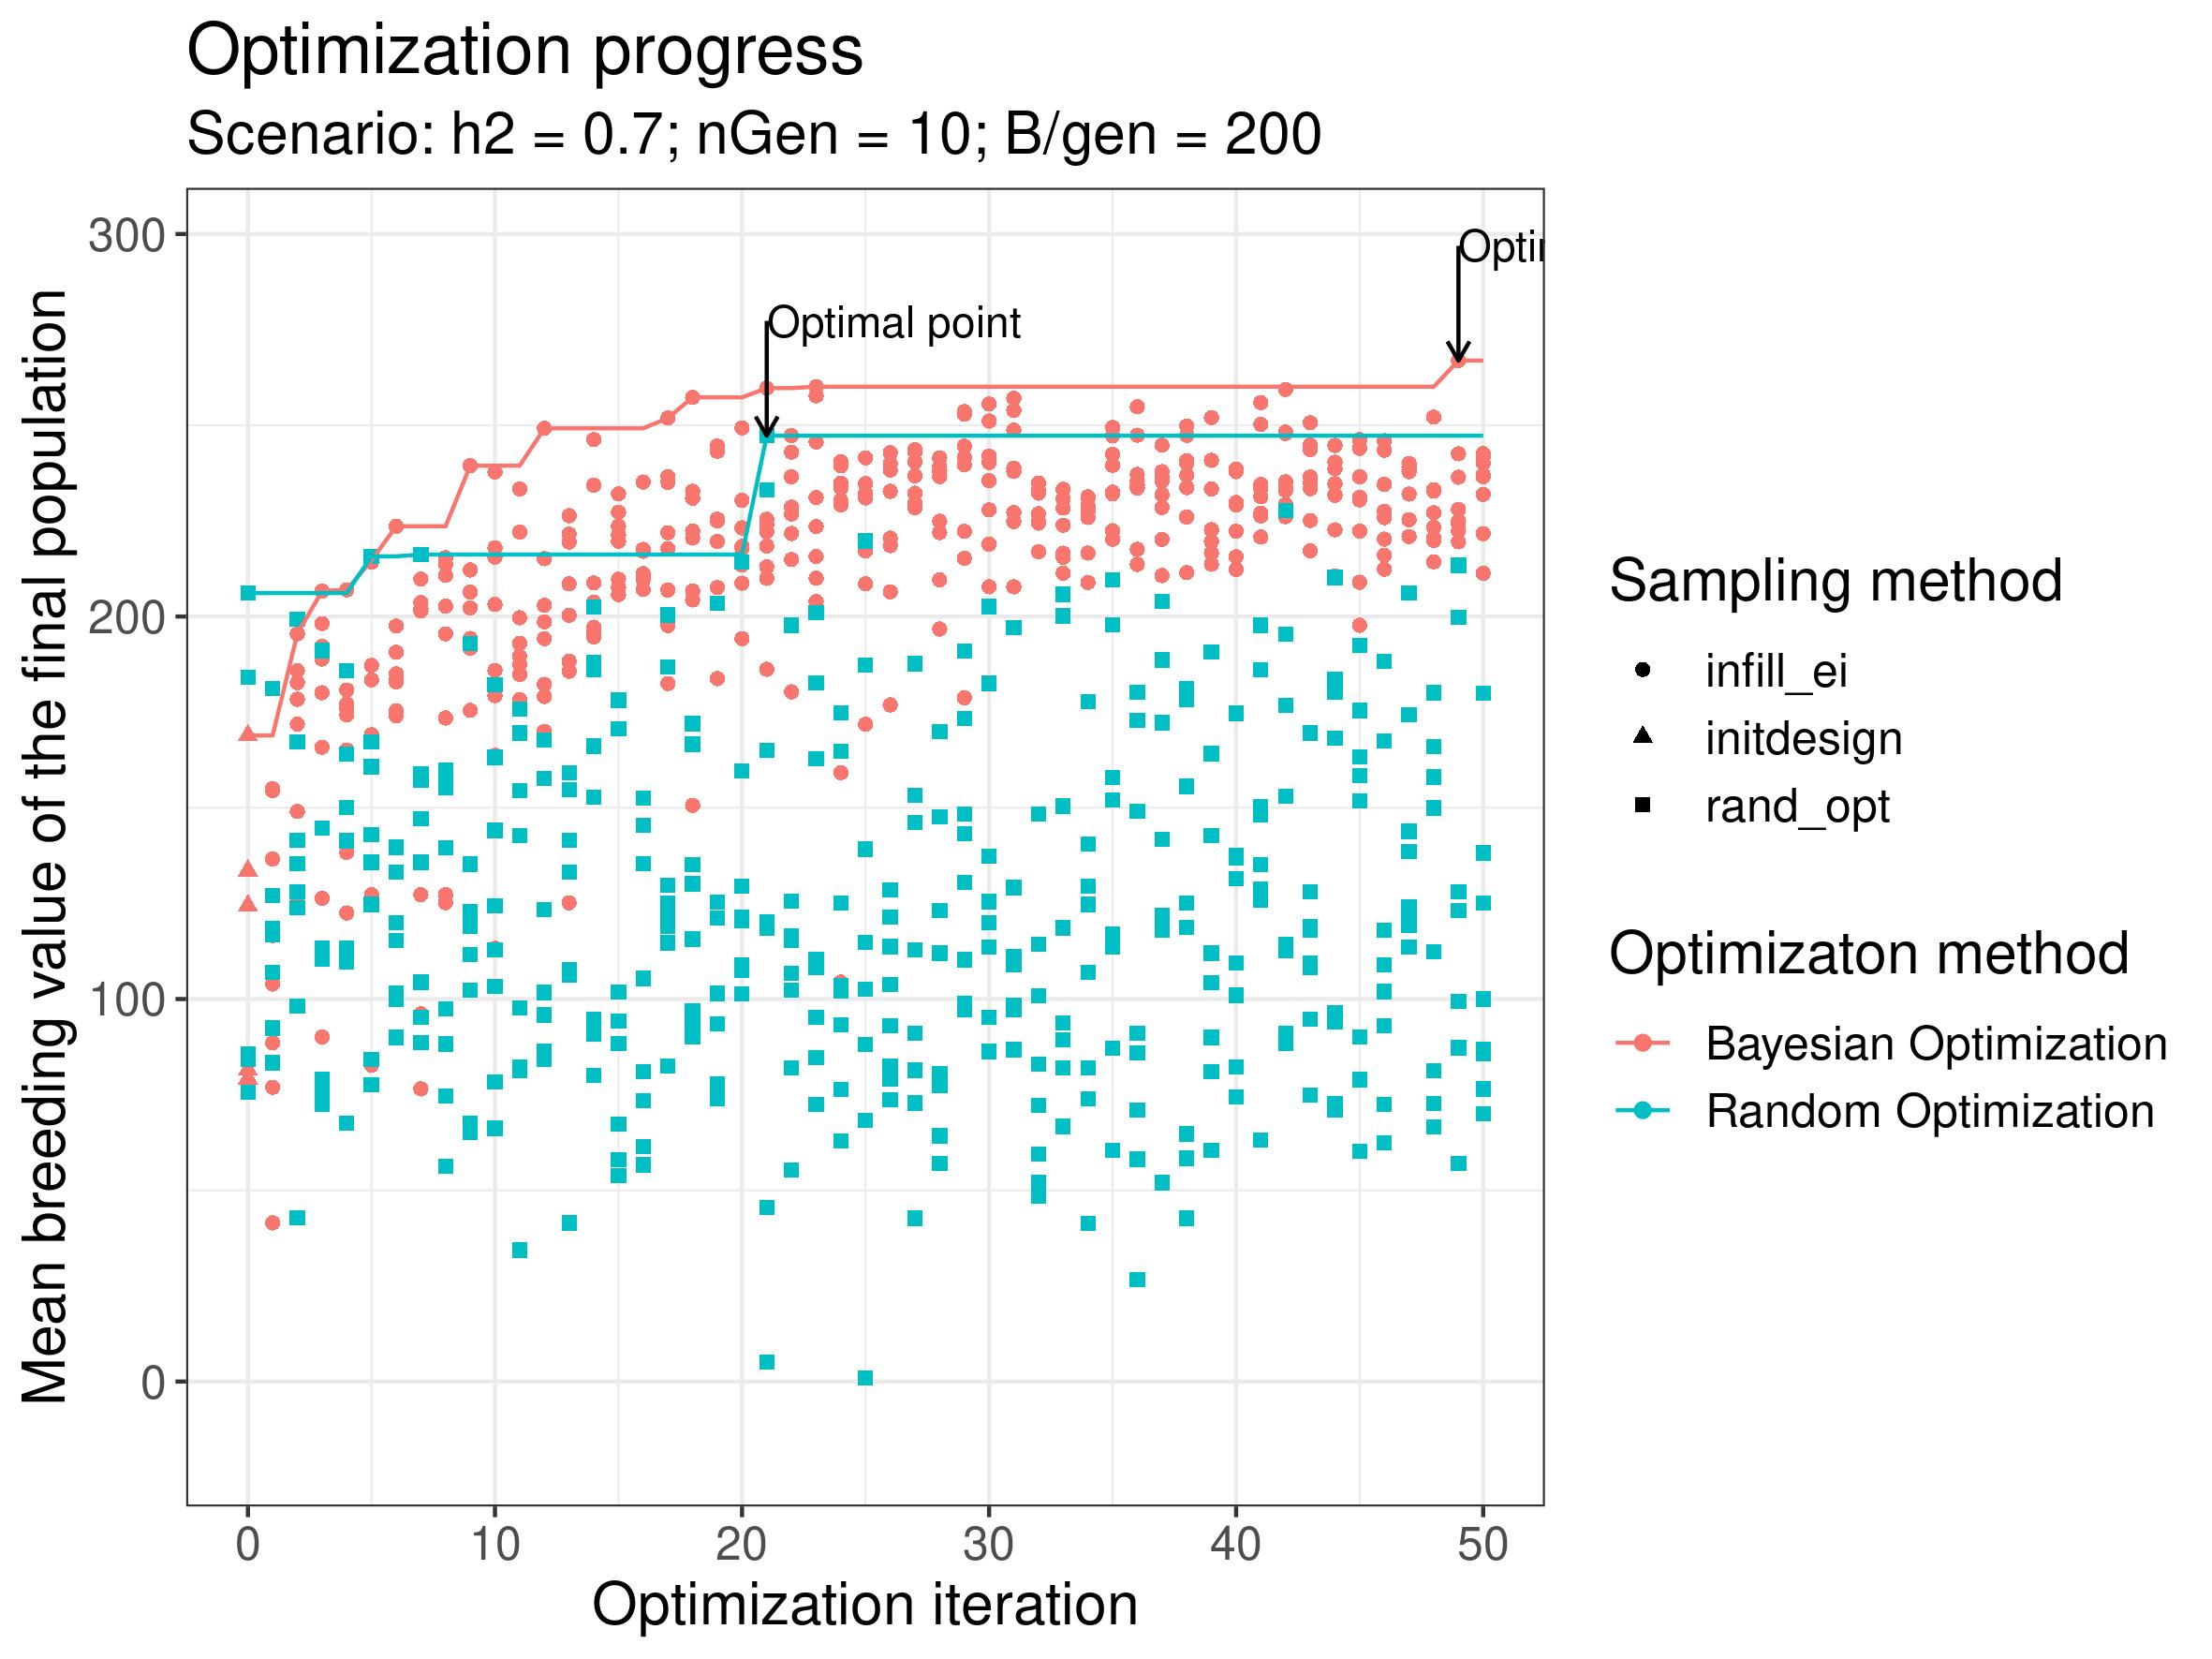 Optimization progress
Scenario: h2 = 0.7; nGen = 10; B/gen = 200
Mean breeding value of the final population
300
200
100
0
Optimal point
Opti
0 10 20 30 40 50
Optimization iteration
Sampling method
infill_ei
initdesign
rand_opt
Optimizaton method
Bayesian Optimization
Random Optimization